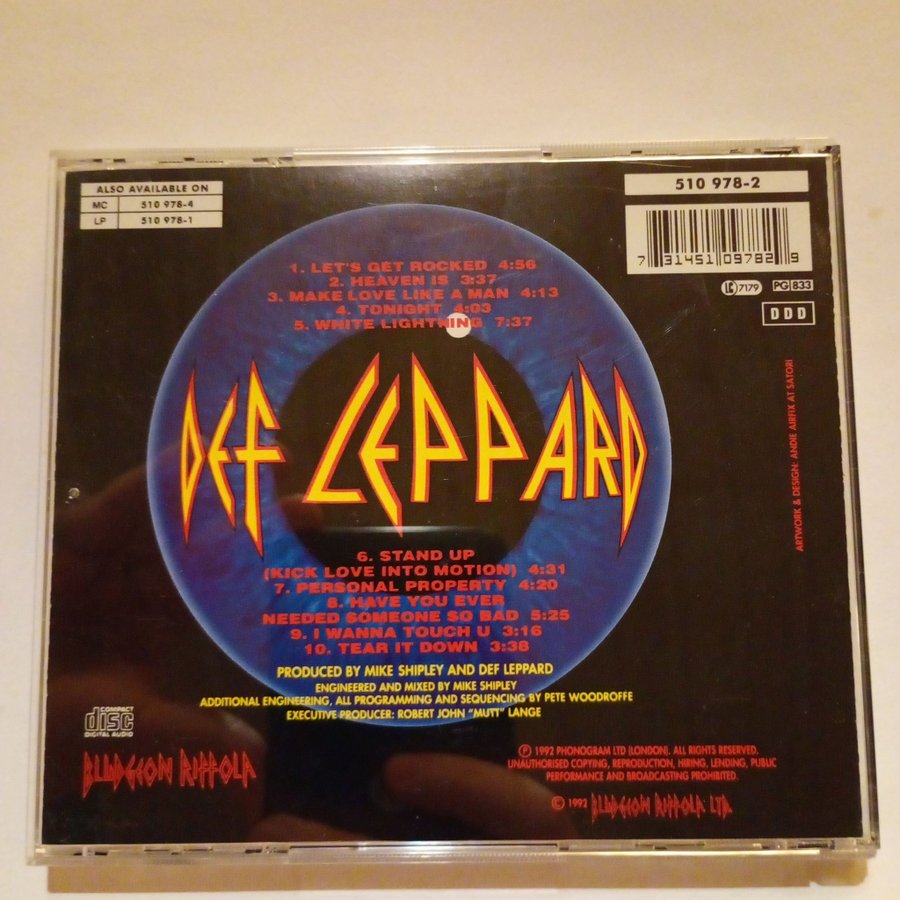 ALSO AVAILABLE ON
MC 510 978-4
LP 510 978-1
510 978-2
7 31451 09782 9
LC 7179
PG 833
DDD
1. LET'S GET ROCKED 4:56
2. HEAVEN IS 3:37
3. MAKE LOVE LIKE A MAN 4:13
4. TONIGHT 4:03
5. WHITE LIGHTNING 7:37
DEF LEPPARD
6. STAND UP
(KICK LOVE INTO MOTION) 4:31
7. PERSONAL PROPERTY 4:20
8. HAVE YOU EVER
NEEDED SOMEONE SO BAD 5:25
9. I WANNA TOUCH U 3:16
10. TEAR IT DOWN 3:38
PRODUCED BY MIKE SHIPLEY AND DEF LEPPARD
ENGINEERED AND MIXED BY MIKE SHIPLEY
ADDITIONAL ENGINEERING, ALL PROGRAMMING AND SEQUENCING BY PETE WOODROFFE
EXECUTIVE PRODUCER: ROBERT JOHN "MUTT" LANGE
ARTWORK & DESIGN: ANDIE AIRFIX AT SATORI
COMPACT
disc
DIGITAL AUDIO
BLUDGEON RIFFOLA
Ⓟ 1992 PHONOGRAM LTD (LONDON). ALL RIGHTS RESERVED.
UNAUTHORISED COPYING, REPRODUCTION, HIRING, LENDING, PUBLIC
PERFORMANCE AND BROADCASTING PROHIBITED.
© 1992 BLUDGEON RIFFOLA LTD.